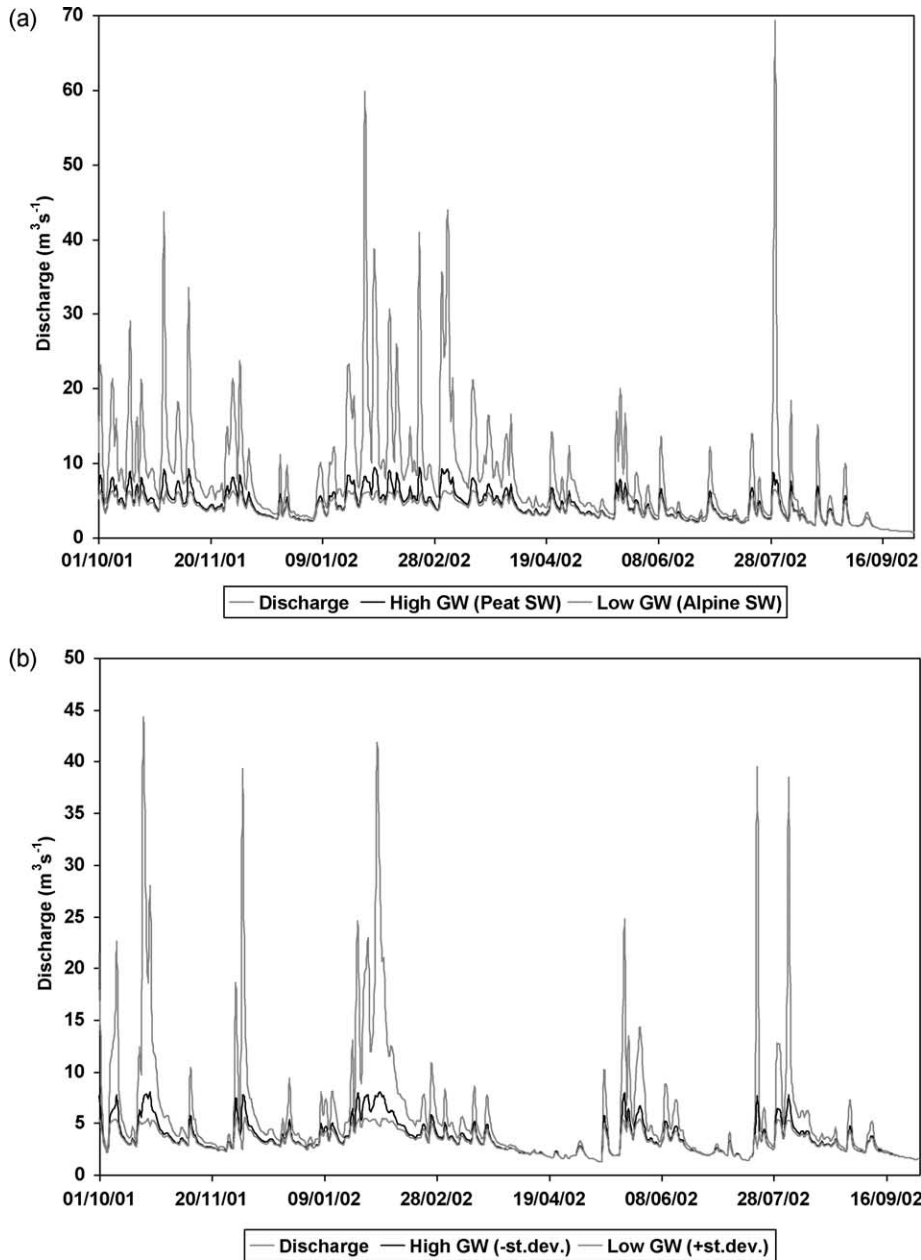 (a)
70
60
50
40
30
20
10
0
Discharge (m³s⁻¹)
01/10/01 20/11/01 09/01/02 28/02/02 19/04/02 08/06/02 28/07/02 16/09/02
Discharge High GW (Peat SW) Low GW (Alpine SW)
(b)
50
45
40
35
30
25
20
15
10
5
0
Discharge (m³s⁻¹)
01/10/01 20/11/01 09/01/02 28/02/02 19/04/02 08/06/02 28/07/02 16/09/02
Discharge High GW (-st.dev.) Low GW (+st.dev.)